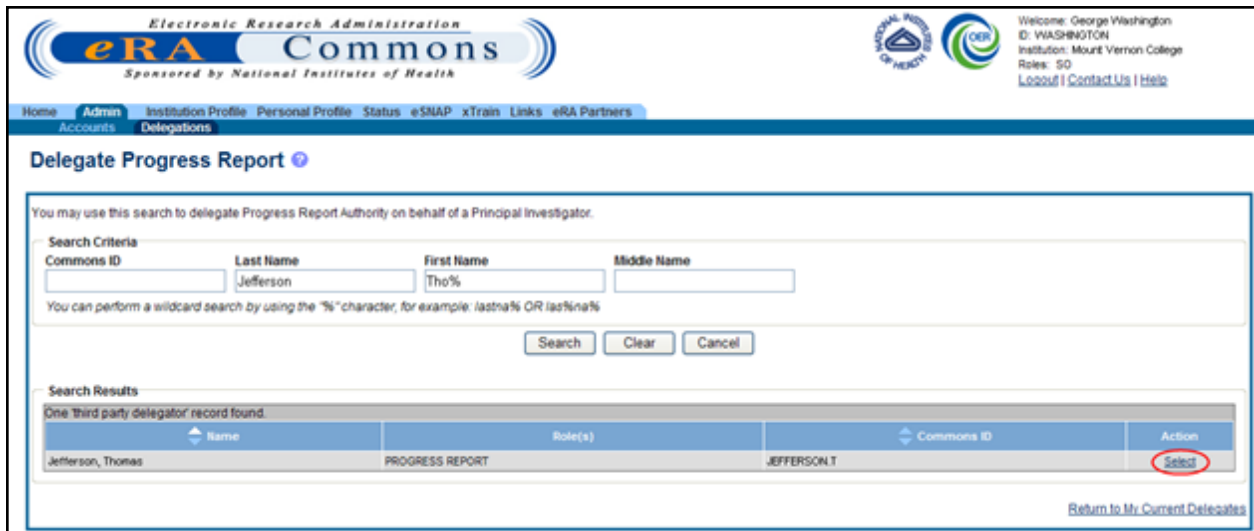 Electronic Research Administration
eRA Commons
Sponsored by National Institutes of Health
NATIONAL INSTITUTES OF HEALTH
OER
Welcome: George Washington
ID: WASHINGTON
Institution: Mount Vernon College
Roles: SO
Logout | Contact Us | Help
Home Admin Institution Profile Personal Profile Status eSNAP xTrain Links eRA Partners
Accounts Delegations
Delegate Progress Report ?
You may use this search to delegate Progress Report Authority on behalf of a Principal Investigator.
Search Criteria
Commons ID Last Name First Name Middle Name
Jefferson Tho%
You can perform a wildcard search by using the "%" character, for example: lastna% OR las%na%
Search Clear Cancel
Search Results
One 'third party delegator' record found.
Name Role(s) Commons ID Action
Jefferson, Thomas PROGRESS REPORT JEFFERSON.T Select
Return to My Current Delegates